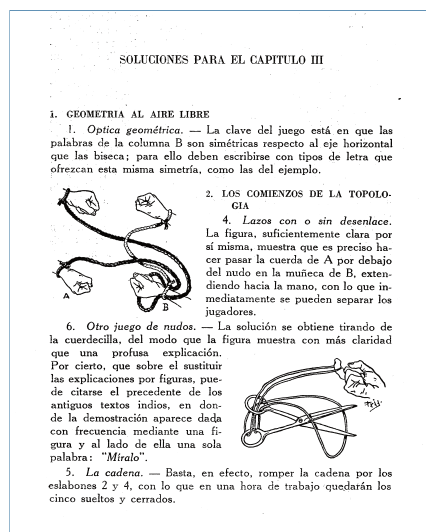 SOLUCIONES PARA EL CAPITULO III
1. GEOMETRIA AL AIRE LIBRE
1. Optica geométrica. — La clave del juego está en que las
palabras de la columna B son simétricas respecto al eje horizontal
que las biseca; para ello deben escribirse con tipos de letra que
ofrezcan esta misma simetría, como las del ejemplo.
2. LOS COMIENZOS DE LA TOPOLO-
GIA
4. Lazos con o sin desenlace.
La figura, suficientemente clara por
sí misma, muestra que es preciso ha-
cer pasar la cuerda de A por debajo
del nudo en la muñeca de B, exten-
diendo hacia la mano, con lo que in-
mediatamente se pueden separar los
jugadores.
A
B
6. Otro juego de nudos. — La solución se obtiene tirando de
la cuerdecilla, del modo que la figura muestra con más claridad
que una profusa explicación.
Por cierto, que sobre el sustituir
las explicaciones por figuras, pue-
de citarse el precedente de los
antiguos textos indios, en don-
de la demostración aparece dada
con frecuencia mediante una fi-
gura y al lado de ella una sola
palabra: "Míralo".
5. La cadena. — Basta, en efecto, romper la cadena por los
eslabones 2 y 4, con lo que en una hora de trabajo quedarán los
cinco sueltos y cerrados.